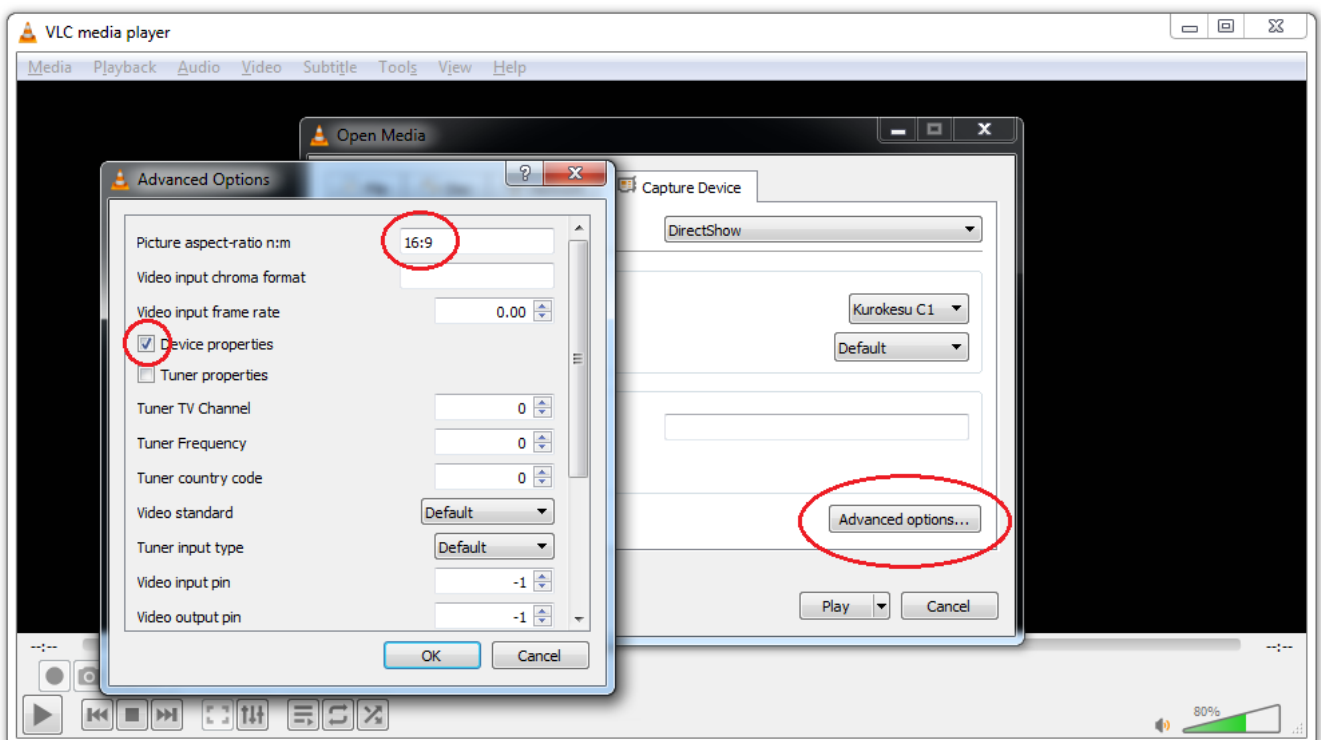 VLC media player
Media Playback Audio Video Subtitle Tools View Help
Open Media
Advanced Options
Capture Device
Picture aspect-ratio n:m 16:9
DirectShow
Video input chroma format
Video input frame rate 0.00
Kurokesu C1
Device properties
Default
Tuner properties
Tuner TV Channel 0
Tuner Frequency 0
Tuner country code 0
Video standard Default
Advanced options...
Tuner input type Default
Video input pin -1
Video output pin -1
Play Cancel
OK Cancel
--:-- --:--
80%